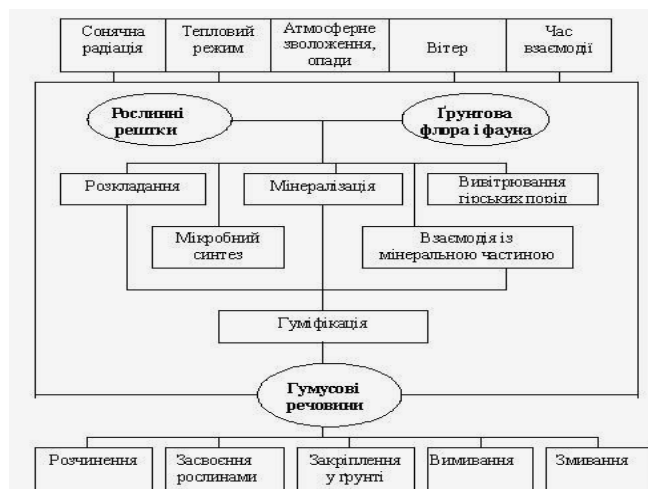 Сонячна
радіація
Тепловий
режим
Атмосферне
зволоження,
опади
Вітер
Час
взаємодії
Рослинні
рештки
Ґрунтова
флора і фауна
Розкладання
Мінералізація
Вивітрювання
гірських порід
Мікробний
синтез
Взаємодія із
мінеральною частиною
Гуміфікація
Гумусові
речовини
Розчинення
Засвоєння
рослинами
Закріплення
у ґрунті
Вимивання
Змивання